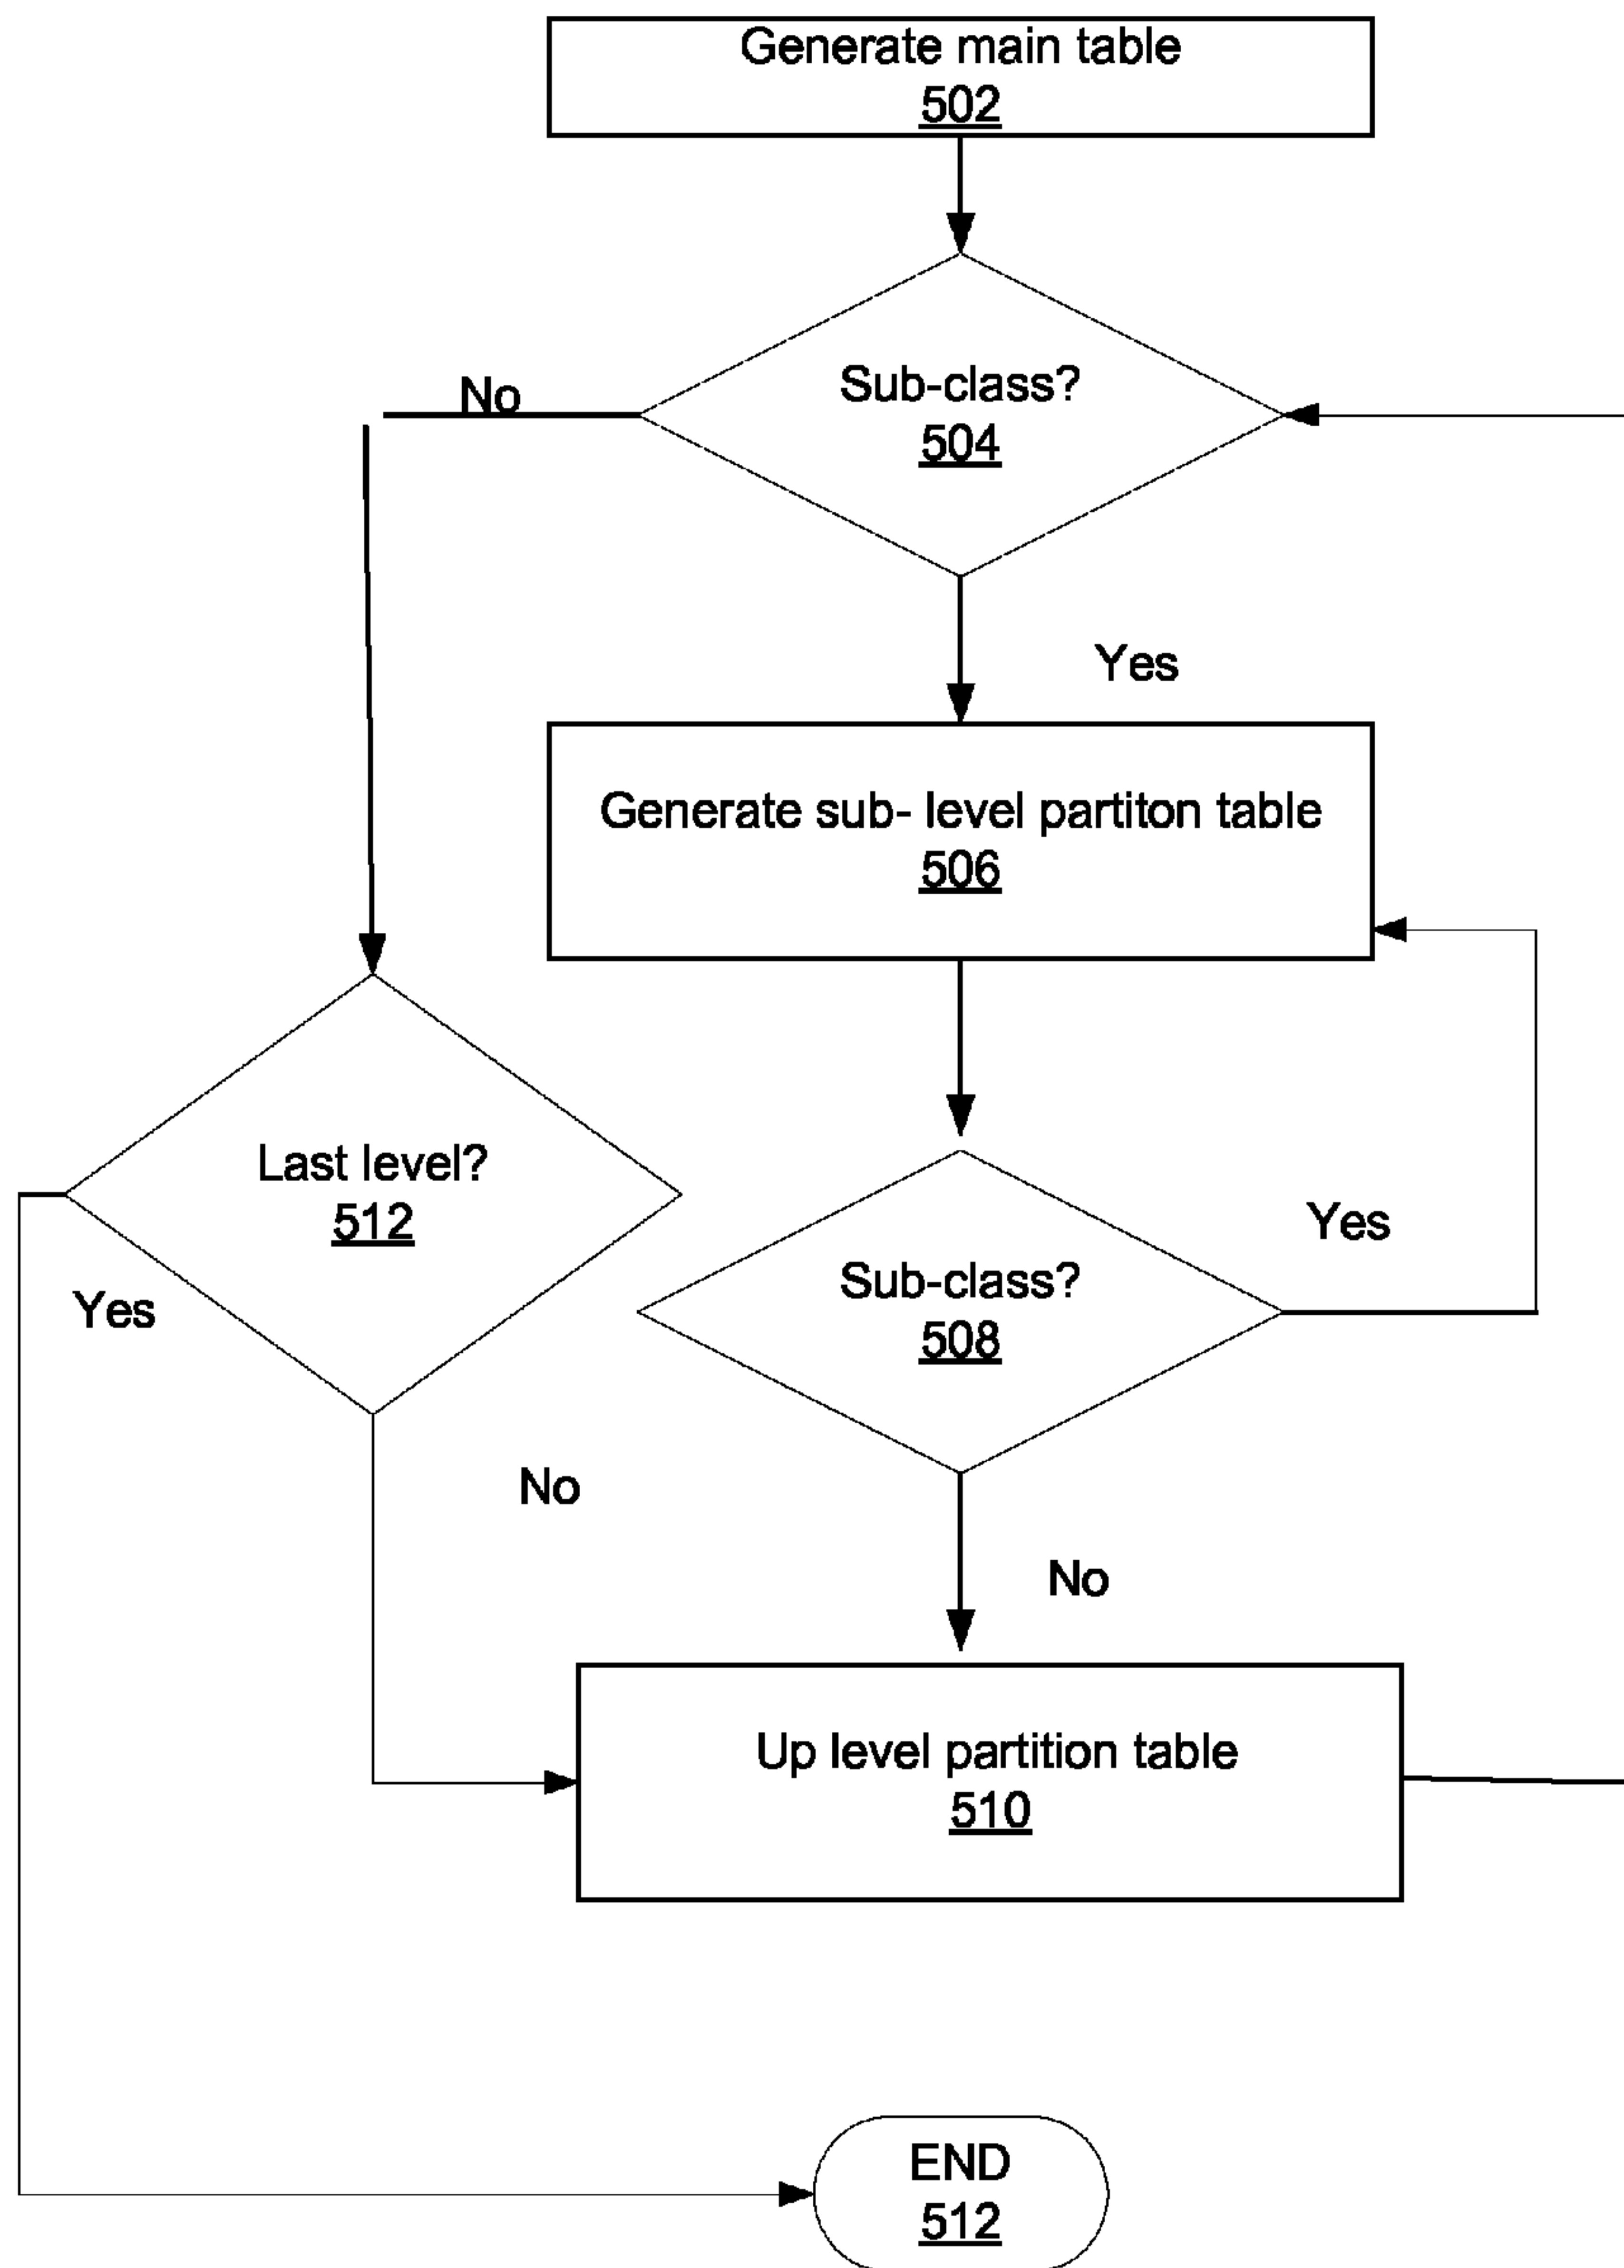 Generate main table
502
Sub-class?
504
No
Yes
Generate sub- level partiton table
506
Last level?
512
Yes
Sub-class?
508
Yes
No
No
Up level partition table
510
END
512